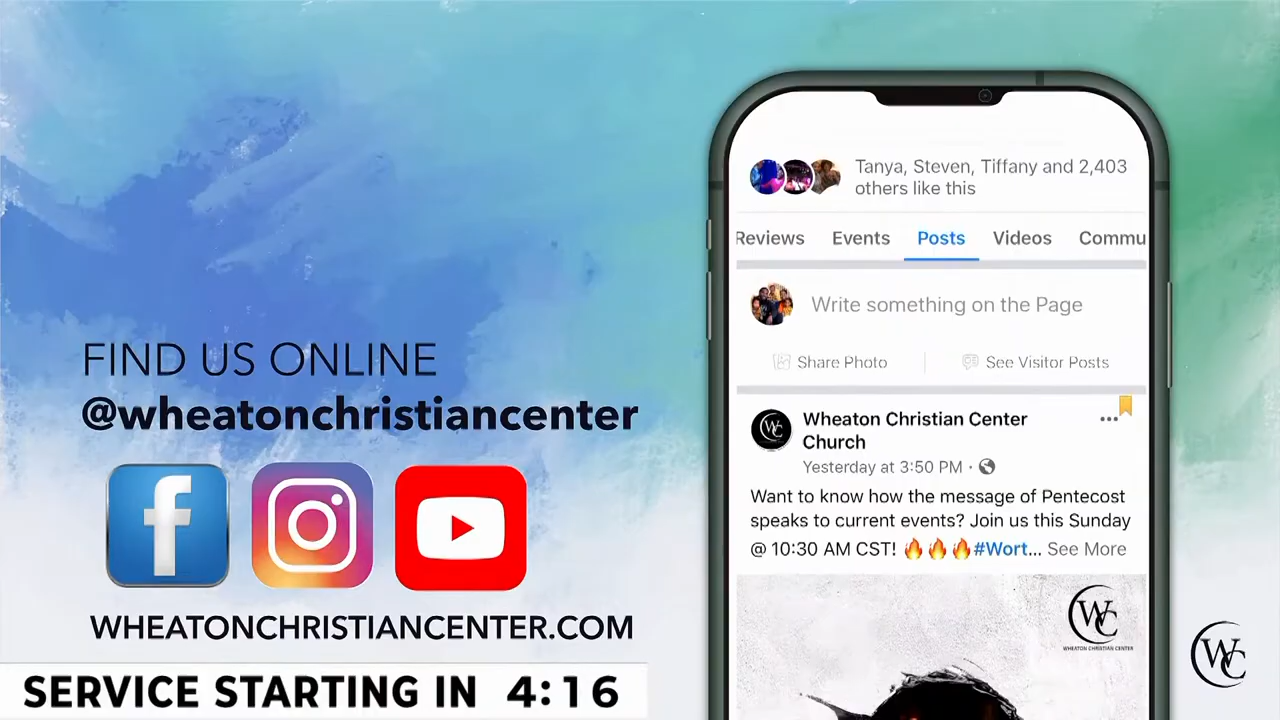 FIND US ONLINE
@wheatonchristiancenter
WHEATONCHRISTIANCENTER.COM
SERVICE STARTING IN 4:16
Tanya, Steven, Tiffany and 2,403
others like this
Reviews Events Posts Videos Commu
Write something on the Page
Share Photo See Visitor Posts
WC
Wheaton Christian Center
Church
Yesterday at 3:50 PM ·
Want to know how the message of Pentecost
speaks to current events? Join us this Sunday
@ 10:30 AM CST! 🔥🔥🔥#Wort... See More
WC
WHEATON CHRISTIAN CENTER
WC